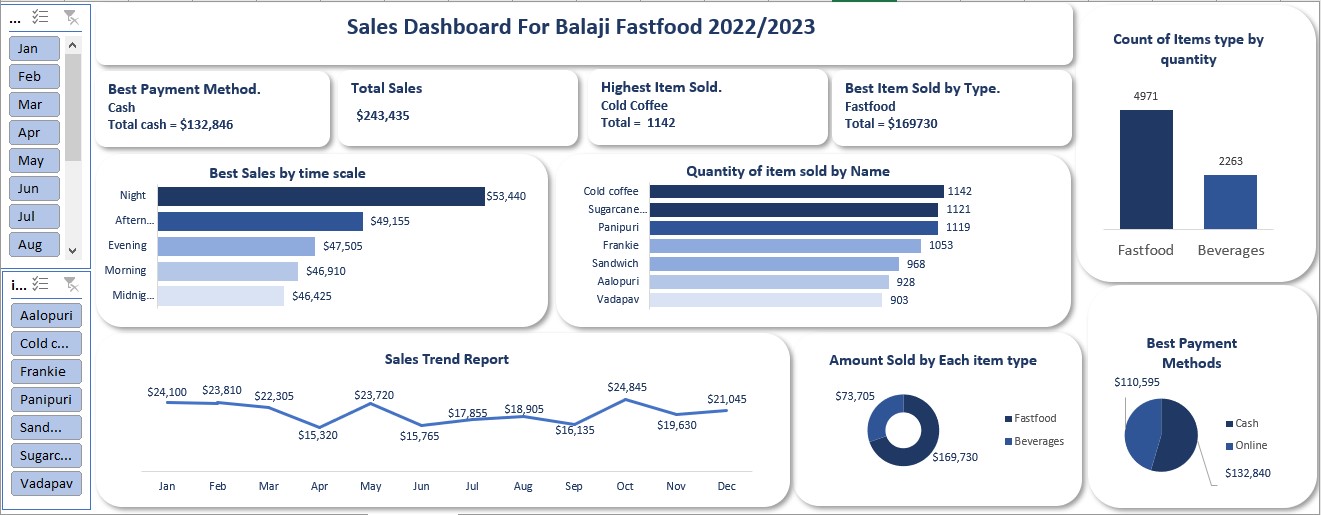 ...
Jan
Feb
Mar
Apr
May
Jun
Jul
Aug
i...
Aalopuri
Cold c...
Frankie
Panipuri
Sand...
Sugarc...
Vadapav
Sales Dashboard For Balaji Fastfood 2022/2023
Best Payment Method.
Cash
Total cash = $132,846
Total Sales
$243,435
Highest Item Sold.
Cold Coffee
Total = 1142
Best Item Sold by Type.
Fastfood
Total = $169730
Best Sales by time scale
Night $53,440
Aftern... $49,155
Evening $47,505
Morning $46,910
Midnig... $46,425
Quantity of item sold by Name
Cold coffee 1142
Sugarcane... 1121
Panipuri 1119
Frankie 1053
Sandwich 968
Aalopuri 928
Vadapav 903
Count of Items type by
quantity
4971
2263
Fastfood Beverages
Sales Trend Report
$24,100 $23,810 $22,305 $15,320 $23,720 $15,765 $17,855 $18,905 $16,135 $24,845 $19,630 $21,045
Jan Feb Mar Apr May Jun Jul Aug Sep Oct Nov Dec
Amount Sold by Each item type
$73,705
$169,730
Fastfood
Beverages
Best Payment
Methods
$110,595
Cash
Online
$132,840